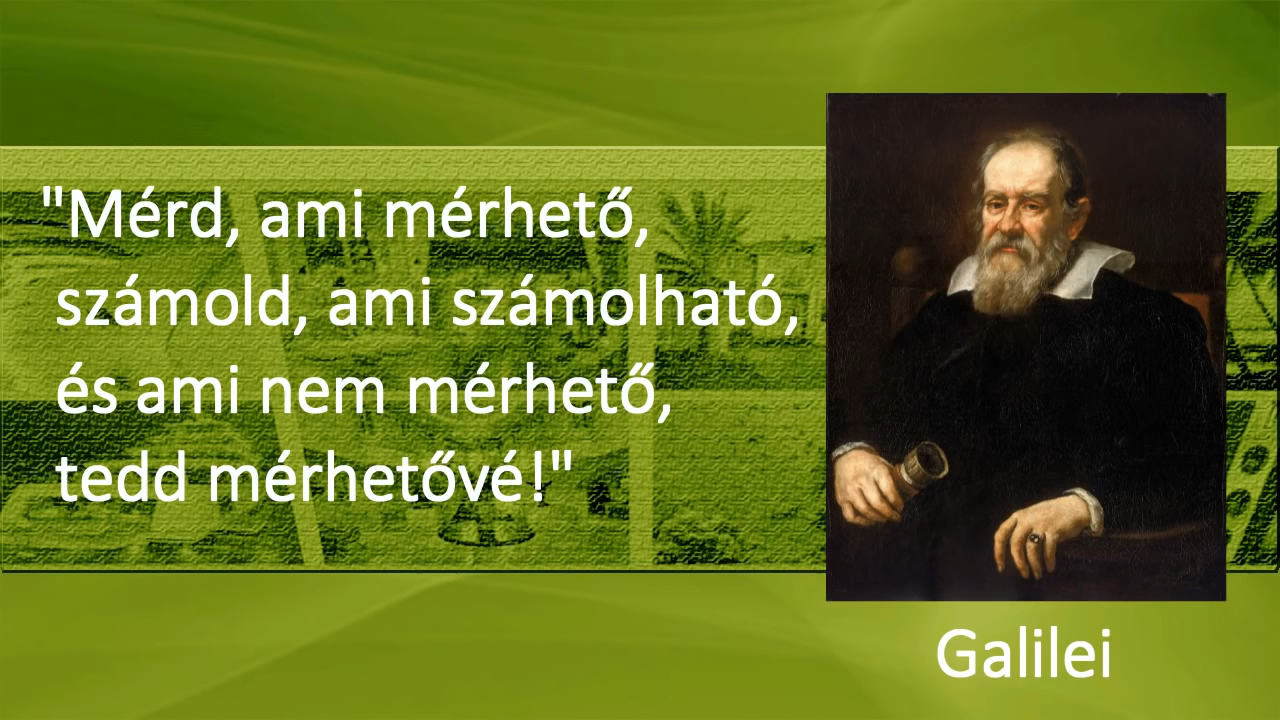 "Mérd, ami mérhető,
számold, ami számolható,
és ami nem mérhető,
tedd mérhetővé!"
Galilei